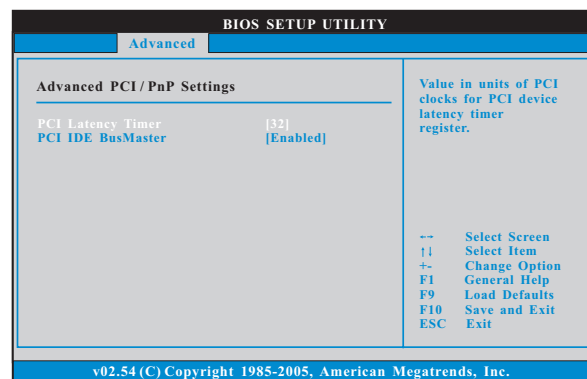 BIOS SETUP UTILITY
Advanced
Advanced PCI / PnP Settings
PCI Latency Timer [32]
PCI IDE BusMaster [Enabled]
Value in units of PCI
clocks for PCI device
latency timer
register.
←→ Select Screen
↑↓ Select Item
+- Change Option
F1 General Help
F9 Load Defaults
F10 Save and Exit
ESC Exit
v02.54 (C) Copyright 1985-2005, American Megatrends, Inc.